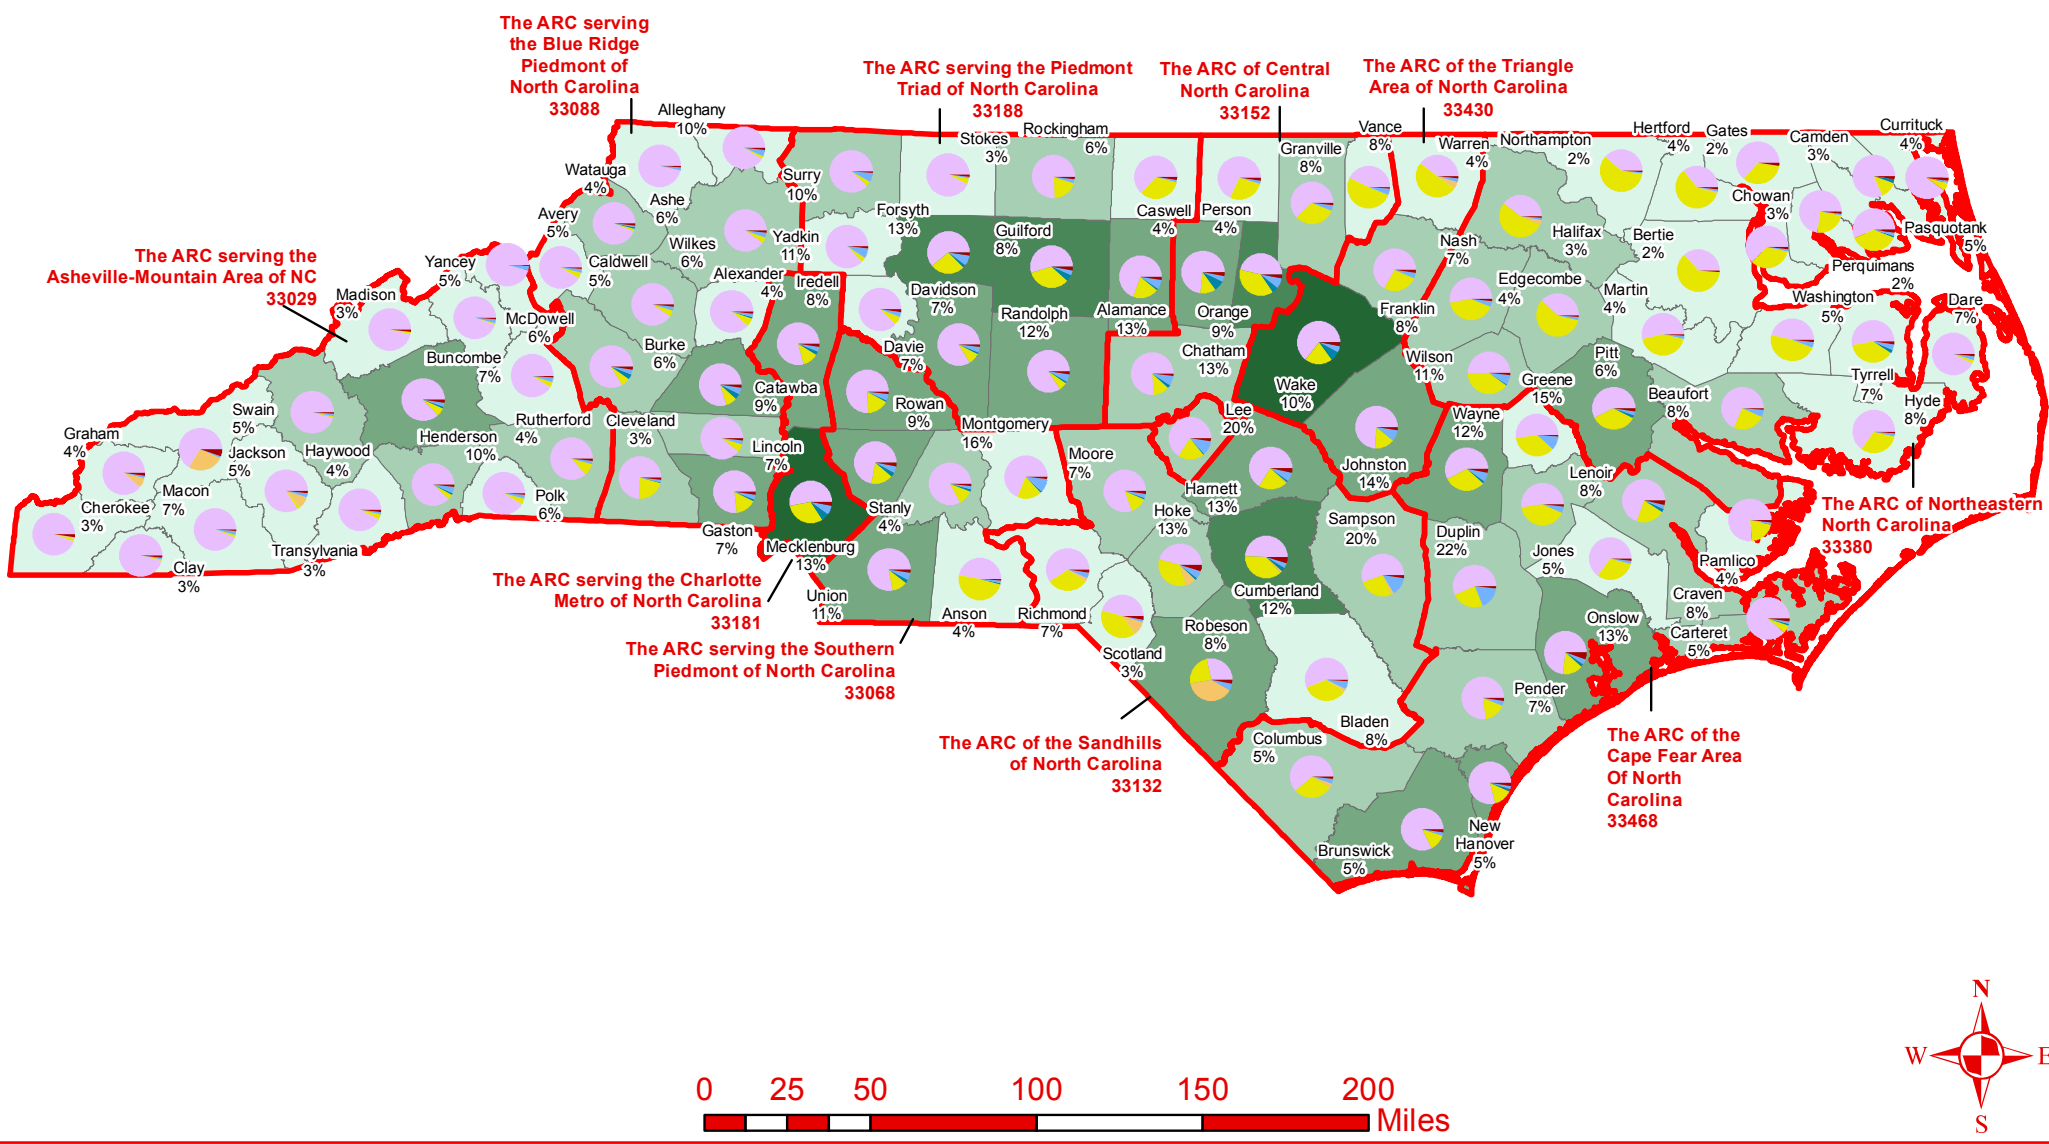 The ARC serving
the Blue Ridge
Piedmont of
North Carolina
33088
The ARC serving the Piedmont
Triad of North Carolina
33188
The ARC of Central
North Carolina
33152
The ARC of the Triangle
Area of North Carolina
33430
The ARC serving the
Asheville-Mountain Area of NC
33029
Alleghany
10%
Watauga
4%
Ashe
6%
Avery
5%
Wilkes
6%
Surry
10%
Yadkin
11%
Stokes
3%
Rockingham
6%
Forsyth
13%
Guilford
8%
Caswell
4%
Person
4%
Granville
8%
Vance
8%
Warren
4%
Northampton
2%
Hertford
4%
Gates
2%
Camden
3%
Currituck
4%
Chowan
3%
Pasquotank
5%
Perquimans
2%
Halifax
3%
Bertie
2%
Nash
7%
Edgecombe
4%
Martin
4%
Washington
5%
Dare
7%
Tyrrell
7%
Hyde
8%
Yancey
5%
Madison
3%
McDowell
6%
Caldwell
5%
Alexander
4%
Iredell
8%
Davidson
7%
Davie
7%
Randolph
12%
Alamance
13%
Orange
9%
Chatham
13%
Franklin
8%
Wake
10%
Wilson
11%
Greene
15%
Pitt
6%
Beaufort
8%
Buncombe
7%
Burke
6%
Catawba
9%
Rowan
9%
Rutherford
4%
Cleveland
3%
Lincoln
7%
Montgomery
16%
Moore
7%
Lee
20%
Harnett
13%
Johnston
14%
Wayne
12%
Lenoir
8%
Graham
4%
Swain
5%
Jackson
5%
Haywood
4%
Henderson
10%
Polk
6%
Cherokee
3%
Macon
7%
Clay
3%
Transylvania
3%
Gaston
7%
Mecklenburg
13%
Stanly
4%
Union
11%
Anson
4%
Richmond
7%
Hoke
13%
Scotland
3%
Cumberland
12%
Robeson
8%
Sampson
20%
Duplin
22%
Jones
5%
Pamlico
4%
Craven
8%
Carteret
5%
Onslow
13%
Pender
7%
Bladen
8%
Columbus
5%
Brunswick
5%
New
Hanover
5%
The ARC serving the Charlotte
Metro of North Carolina
33181
The ARC serving the Southern
Piedmont of North Carolina
33068
The ARC of the Sandhills
of North Carolina
33132
The ARC of the
Cape Fear Area
Of North
Carolina
33468
The ARC of Northeastern
North Carolina
33380
N
W
E
S
0 25 50 100 150 200
Miles